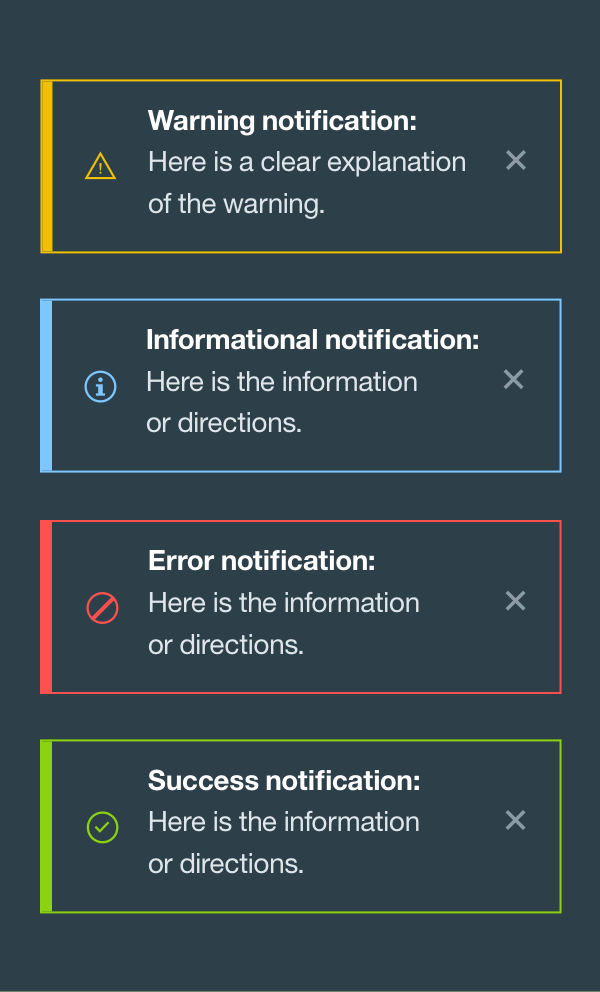 Warning notification:
Here is a clear explanation
of the warning.
Informational notification:
Here is the information
or directions.
Error notification:
Here is the information
or directions.
Success notification:
Here is the information
or directions.